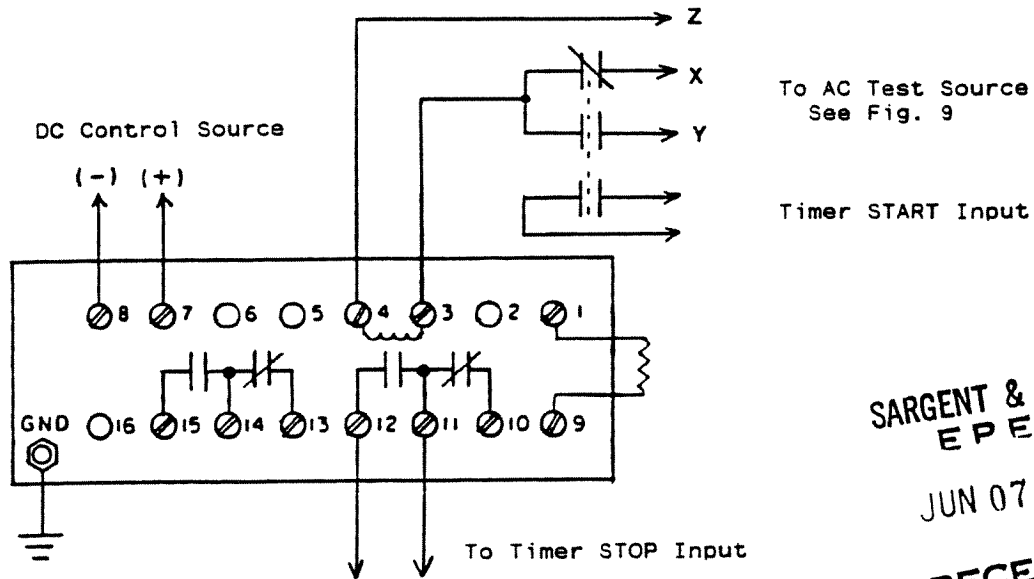 Z
X
To AC Test Source
See Fig. 9
DC Control Source
Y
(-) (+)
Timer START Input
8 7 6 5 4 3 2 1
GND 16 15 14 13 12 11 10 9
SARGENT &
EPE
JUN 07
To Timer STOP Input
RECE